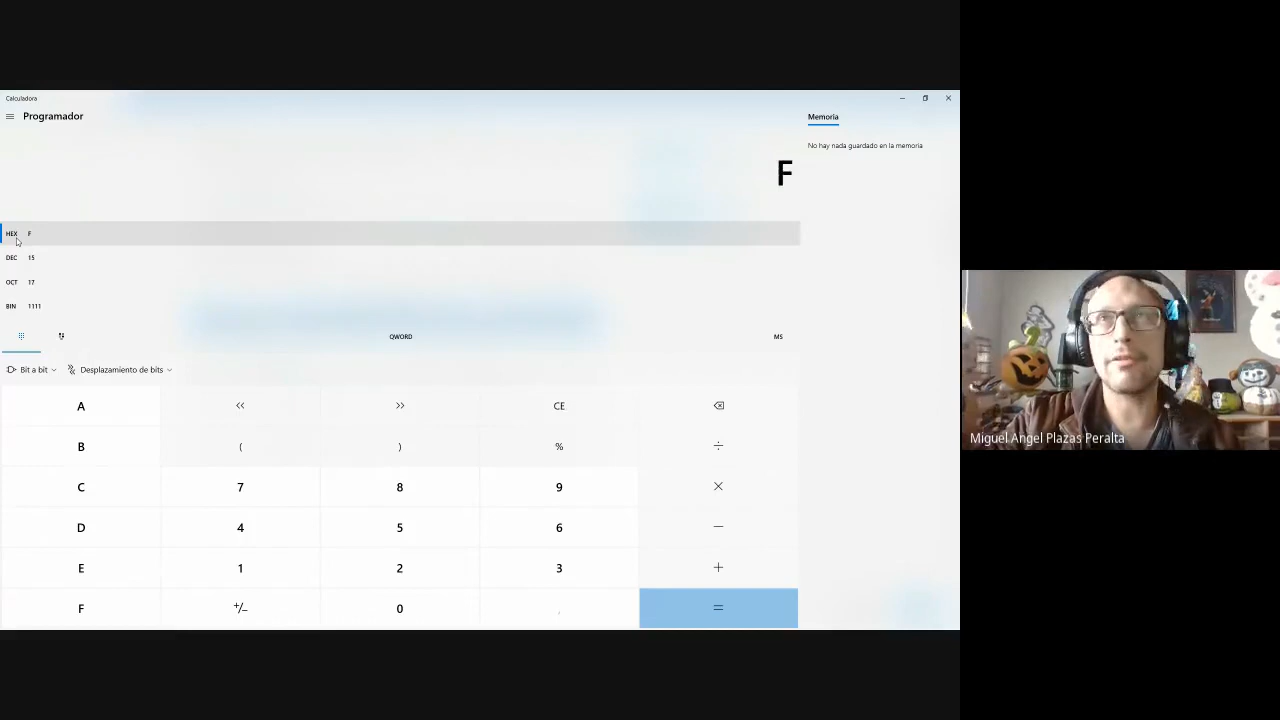 Calculadora
Programador
Memoria
No hay nada guardado en la memoria
F
HEX F
DEC 15
OCT 17
BIN 1111
QWORD
MS
Bit a bit
Desplazamiento de bits
A << >> CE
B ( ) % ÷
C 7 8 9 ×
D 4 5 6 −
E 1 2 3 +
F +/− 0 , =
Miguel Angel Plazas Peralta